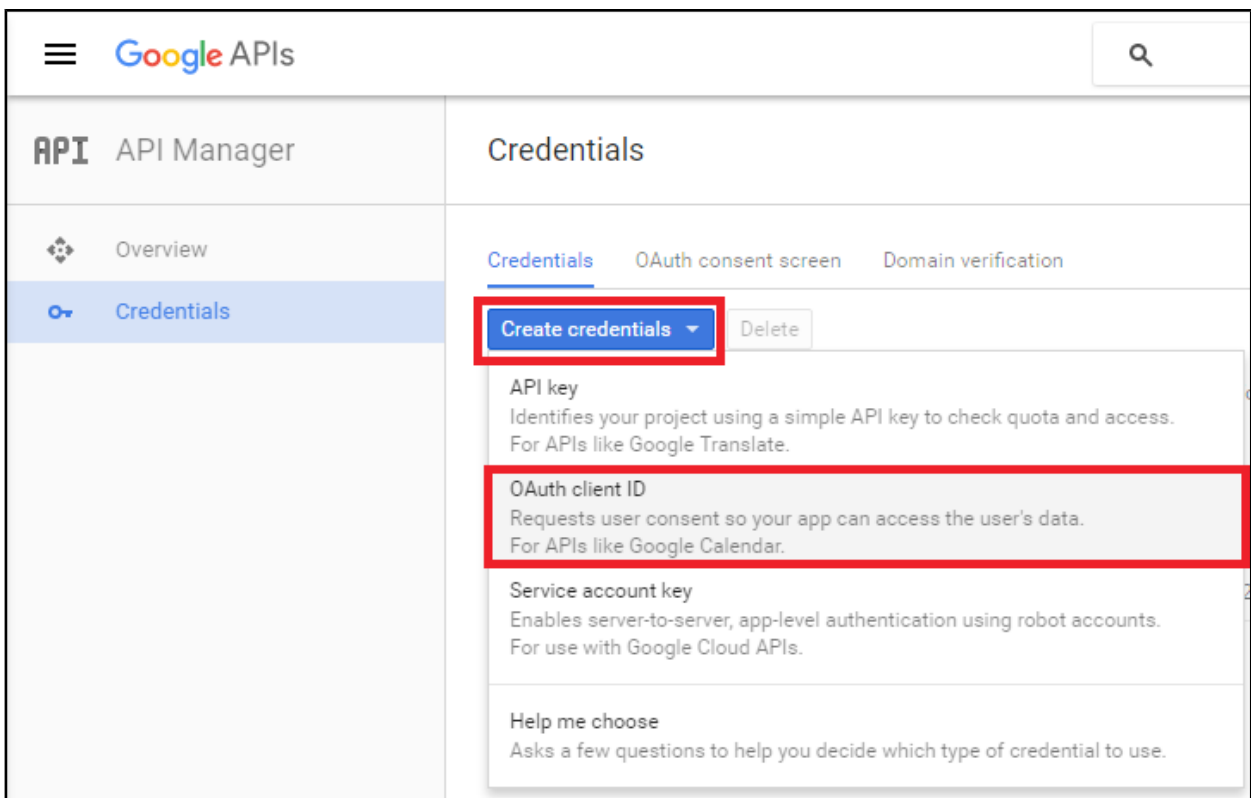 Google APIs
API API Manager
Credentials
Overview
Credentials
Credentials OAuth consent screen Domain verification
Create credentials Delete
API key
Identifies your project using a simple API key to check quota and access.
For APIs like Google Translate.
OAuth client ID
Requests user consent so your app can access the user's data.
For APIs like Google Calendar.
Service account key
Enables server-to-server, app-level authentication using robot accounts.
For use with Google Cloud APIs.
Help me choose
Asks a few questions to help you decide which type of credential to use.